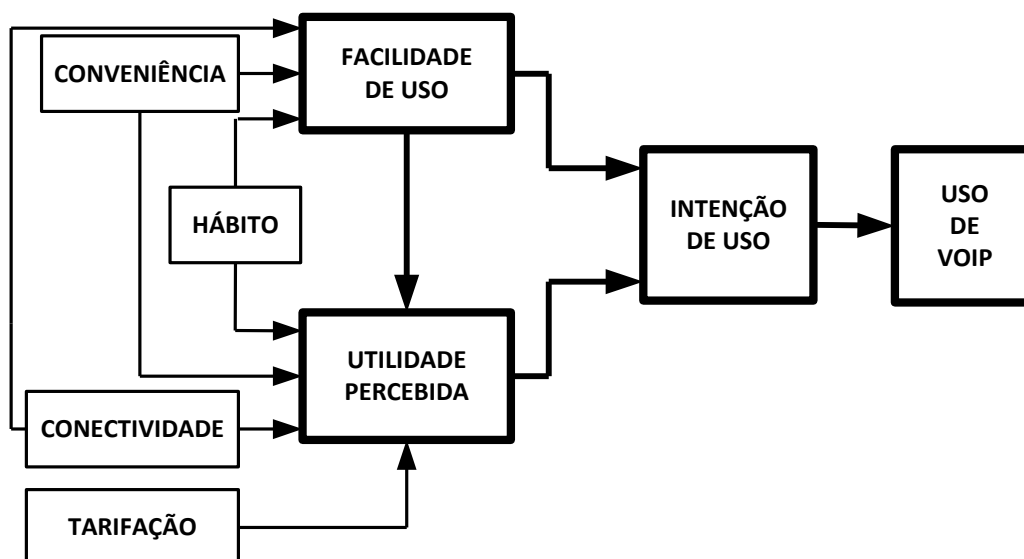 FACILIDADE
DE USO
CONVENIÊNCIA
HÁBITO
INTENÇÃO
DE USO
USO
DE
VOIP
UTILIDADE
PERCEBIDA
CONECTIVIDADE
TARIFAÇÃO